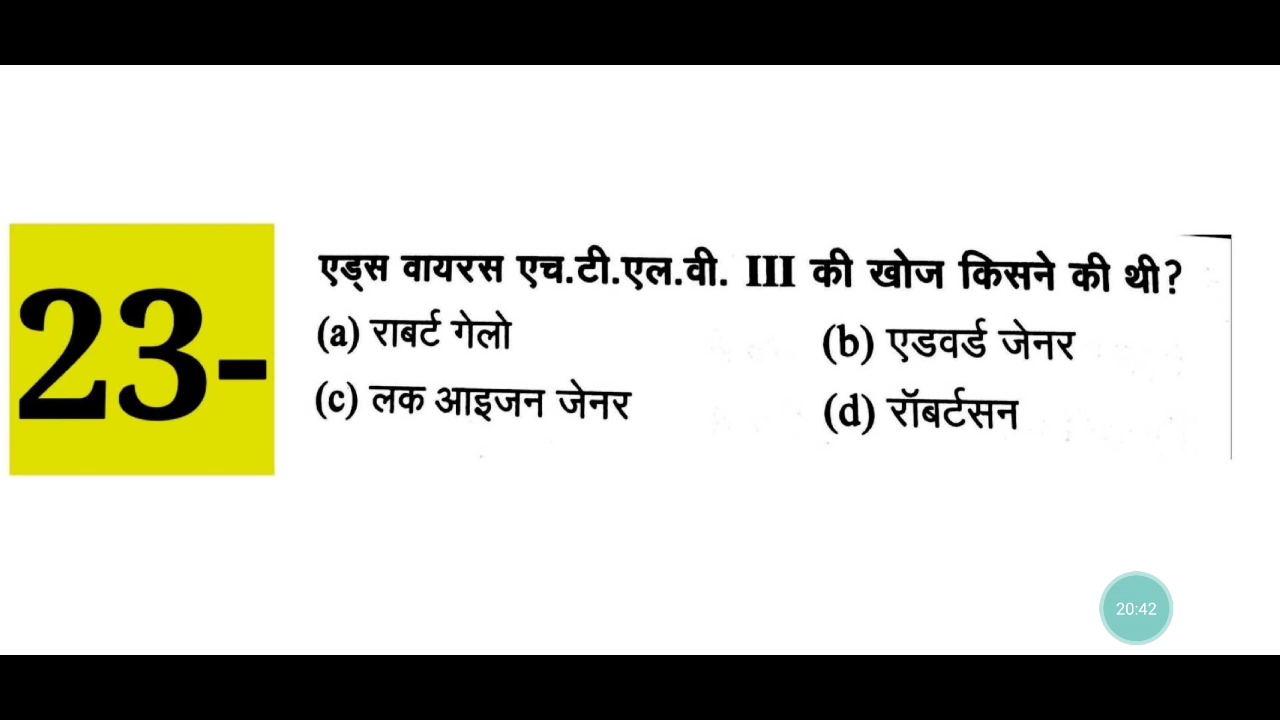 23-
एड्स वायरस एच.टी.एल.वी. III की खोज किसने की थी?
(a) राबर्ट गेलो (b) एडवर्ड जेनर
(c) लक आइजन जेनर (d) रॉबर्टसन
20:42